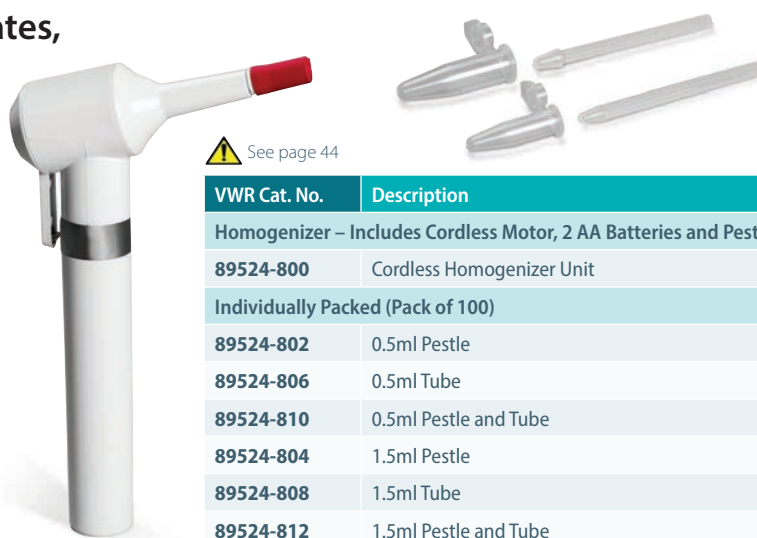 See page 44
VWR Cat. No. Description
Homogenizer – Includes Cordless Motor, 2 AA Batteries and
89524-800 Cordless Homogenizer Unit
Individually Packed (Pack of 100)
89524-802 0.5ml Pestle
89524-806 0.5ml Tube
89524-810 0.5ml Pestle and Tube
89524-804 1.5ml Pestle
89524-808 1.5ml Tube
89524-812 1.5ml Pestle and Tube